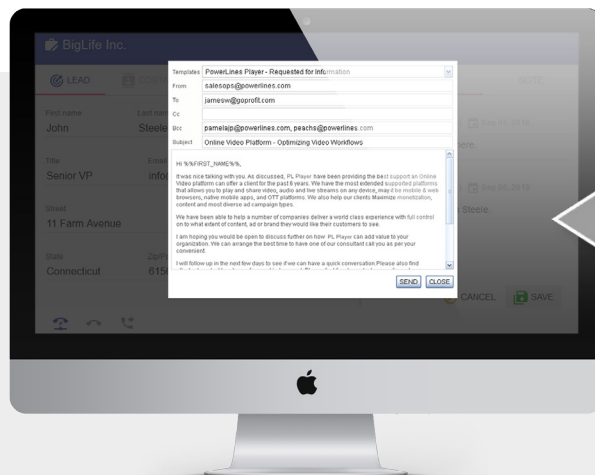 BigLife Inc.
LEAD
First name
John
Steele
Title
Senior VP
Email
Street
11 Farm Avenue
State
Connecticut
Templates PowerLines Player - Requested for Information
From salesops@powerlines.com
To jamesw@goprofit.com
Cc
Bcc pamelajp@powerlines.com, peachs@powerlines.com
Subject Online Video Platform - Optimizing Video Workflows
HI %%FIRST_NAME%%,
It was nice talking with you. As discussed, PL Player have been providing the best support an Online
Video platform can offer a client for the past 6 years. We have the most extended supported platforms
that allows you to play and share video, audio and live streams on any device, may it be mobile & web
browsers, native mobile apps, and OTT platforms. We also help our clients Maximize monetization,
content and most diverse ad campaign types.
We have been able to help a number of companies deliver a world class experience with full control
on to what extent of content, ad or brand they would like their customers to see.
I am hoping you would be open to discuss further on how PL Player can add value to your
organization. We can arrange the best time to have one of our consultant call you as per your
convenient
I will follow up in the next few days to see if we can have a quick conversation.Please also find
SEND CLOSE
Steele.
CANCEL SAVE